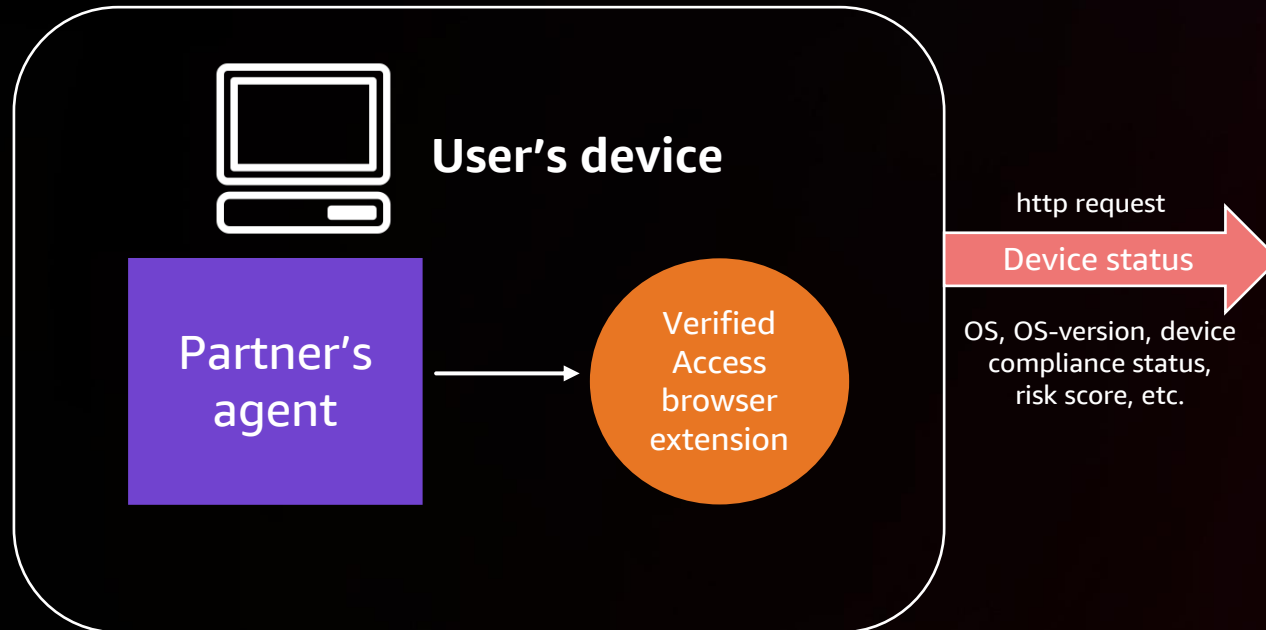 User’s device
Partner’s
agent
Verified
Access
browser
extension
http request
Device status
OS, OS-version, device
compliance status,
risk score, etc.